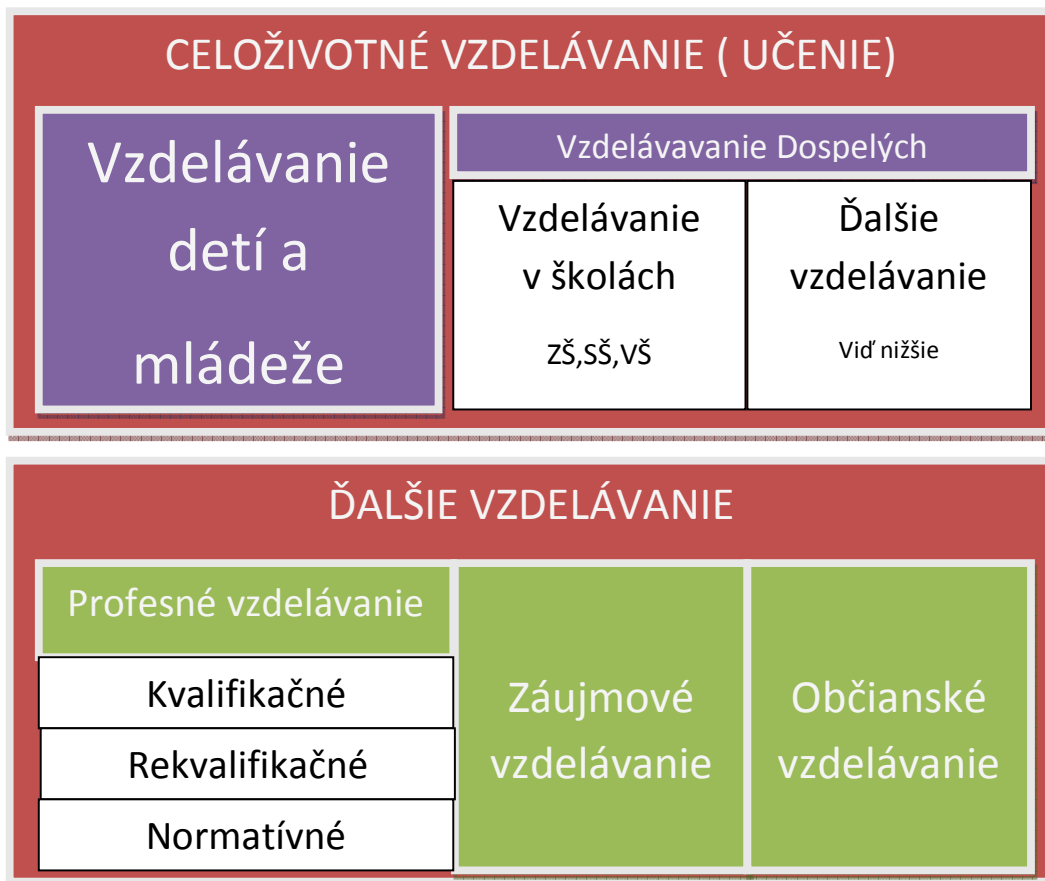 CELOŽIVOTNÉ VZDELÁVANIE ( UČENIE)
Vzdelávanie
detí a
mládeže
Vzdelávavanie Dospelých
Vzdelávanie
v školách
ZŠ,SŠ,VŠ
Ďalšie
vzdelávanie
Viď nižšie
ĎALŠIE VZDELÁVANIE
Profesné vzdelávanie
Kvalifikačné
Rekvalifikačné
Normatívné
Záujmové
vzdelávanie
Občianské
vzdelávanie